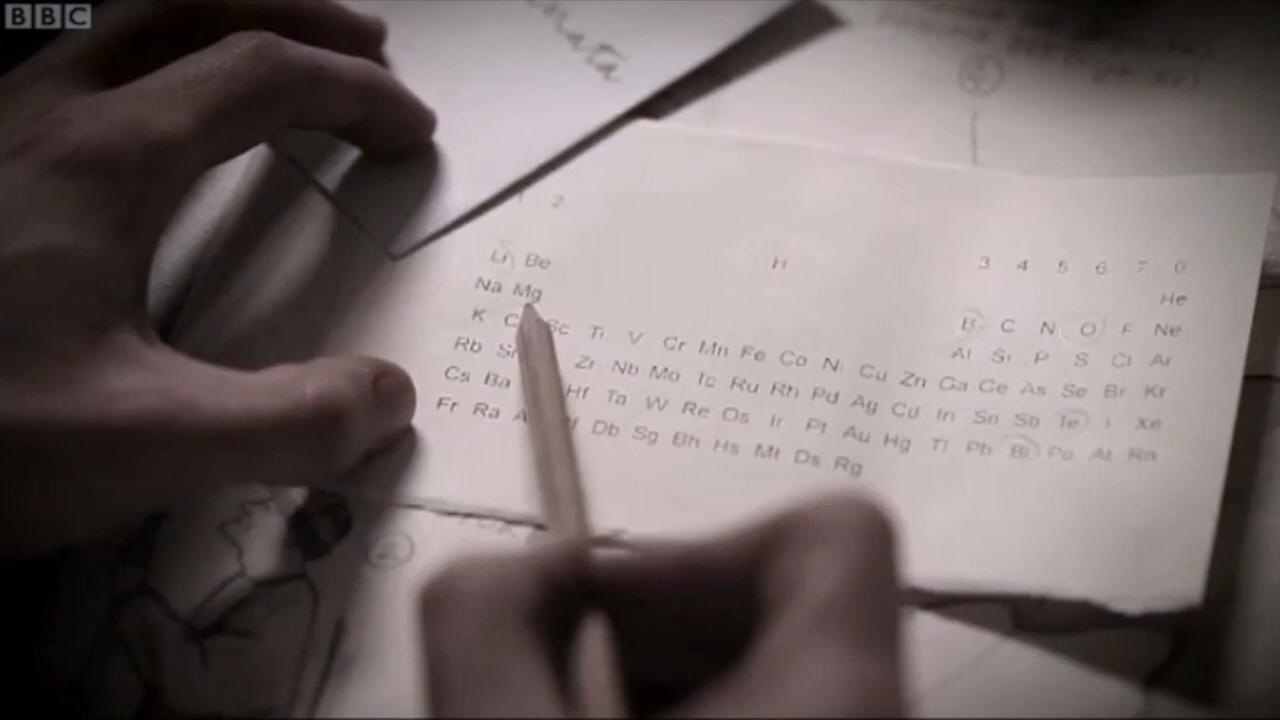 BBC
nata
1 2
H
3 4 5 6 7 0
He
Li Be
B C N O F Ne
Na Mg
Al Si P S Cl Ar
K Sc Ti V Cr Mn Fe Co Ni Cu Zn Ga Ge As Se Br Kr
Rb Zr Nb Mo Tc Ru Rh Pd Ag Cd In Sn Sb Te I Xe
Cs Ba Hf Ta W Re Os Ir Pt Au Hg Tl Pb Bi Po At Rn
Fr Ra Db Sg Bh Hs Mt Ds Rg
2